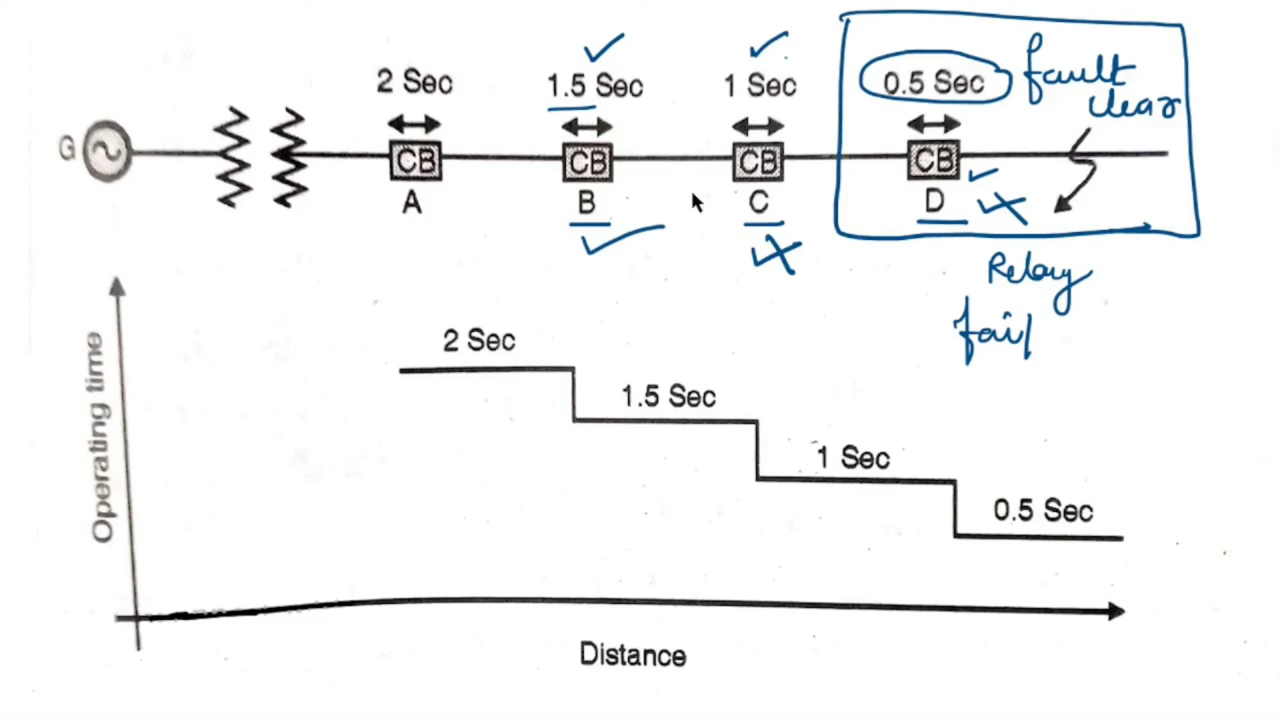 2 Sec 1.5 Sec 1 Sec 0.5 Sec fault
clear
G CB CB CB CB
A B C D
Relay
fail
Operating
time
2 Sec
1.5 Sec
1 Sec
0.5 Sec
Distance